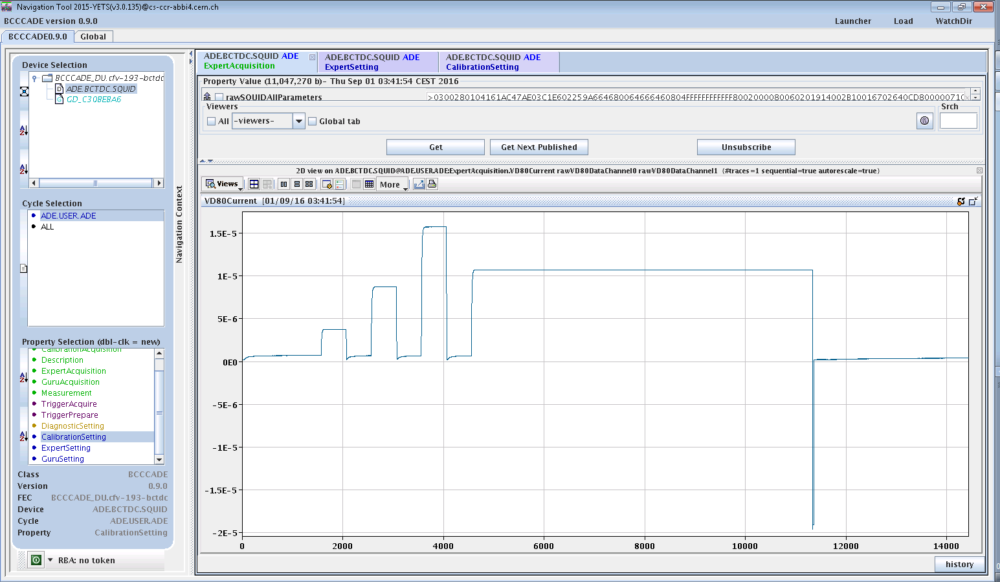 Navigation Tool 2015-YETS(v3.0.135)@cs-ccr-abbi4.cern.ch
BCCCADE version 0.9.0
Launcher Load WatchDir
BCCCADE0.9.0 Global
Device Selection
BCCCADE_DU.cfv-193-bctdc
ADE.BCTDC.SQUID
GD_C30BEBA6
Cycle Selection
ADE.USER.ADE
ALL
Property Selection (dbl-clk = new)
CalibrationAcquisition
Description
ExpertAcquisition
GuruAcquisition
Measurement
TriggerAcquire
TriggerPrepare
DiagnosticSetting
CalibrationSetting
ExpertSetting
GuruSetting
Class BCCCADE
Version 0.9.0
FEC BCCCADE_DU.cfv-193-bctdc
Device ADE.BCTDC.SQUID
Cycle ADE.USER.ADE
Property CalibrationSetting
RBA: no token
Navigation Context
ADE.BCTDC.SQUID ADE
ExpertAcquisition
ADE.BCTDC.SQUID ADE
ExpertSetting
ADE.BCTDC.SQUID ADE
CalibrationSetting
Property Value (11,047,270 b)- Thu Sep 01 03:41:54 CEST 2016
rawSQUIDAllParameters
Viewers
All -viewers- Global tab
Srch
Get Get Next Published Unsubscribe
2D view on ADE.BCTDC.SQUID@ADE.USER.ADE:ExpertAcquisition.VD80Current rawVD80DataChannel0 rawVD80DataChannel1 {#traces=1 sequential=true autorescale=true}
Views More
VD80Current [01/09/16 03:41:54]
1.5E-5
1E-5
5E-6
0E0
-5E-6
-1E-5
-1.5E-5
-2E-5
0 2000 4000 6000 8000 10000 12000 14000
history